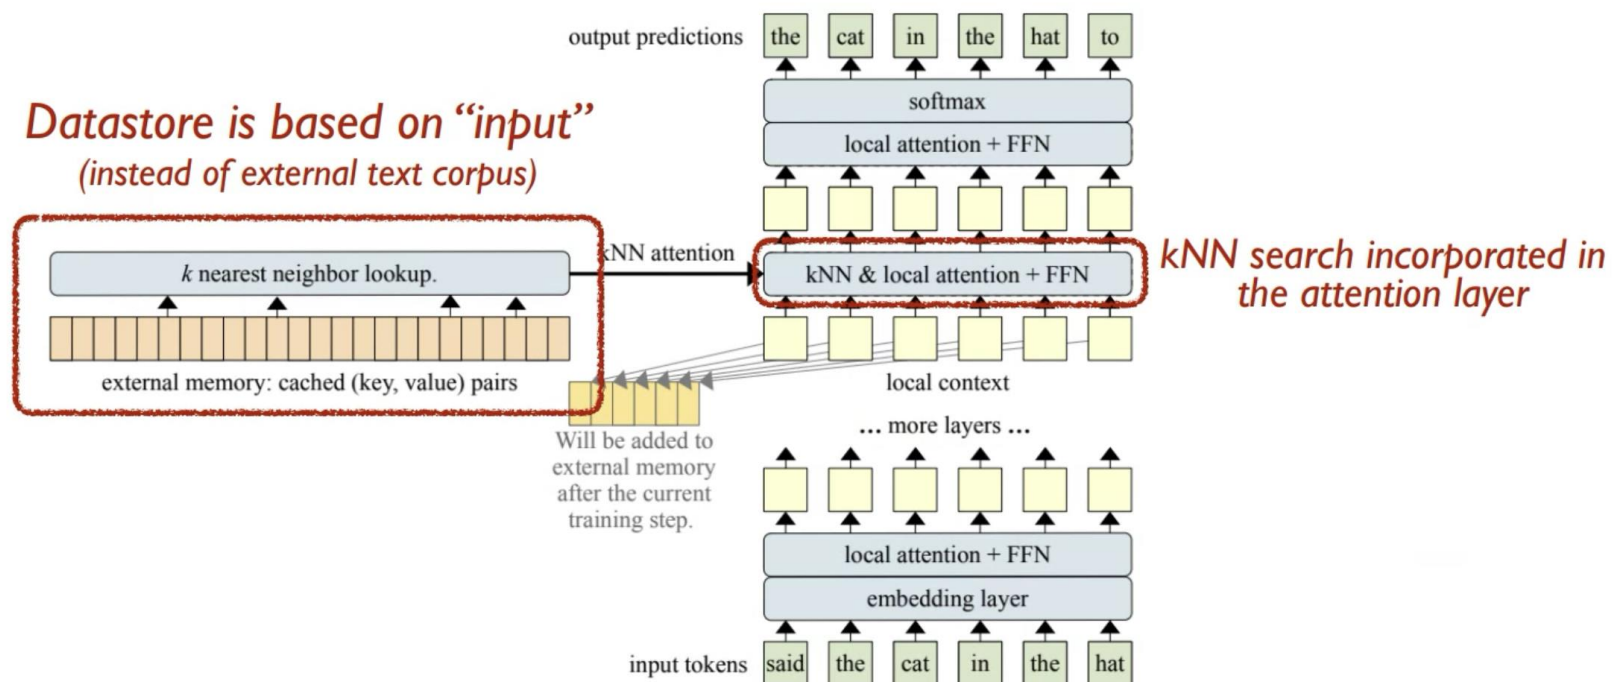 output predictions the cat in the hat to
softmax
local attention + FFN
Datastore is based on “input”
(instead of external text corpus)
kNN attention
k nearest neighbor lookup.
kNN & local attention + FFN
kNN search incorporated in
the attention layer
external memory: cached (key, value) pairs
local context
Will be added to
external memory
after the current
training step.
... more layers ...
local attention + FFN
embedding layer
input tokens said the cat in the hat